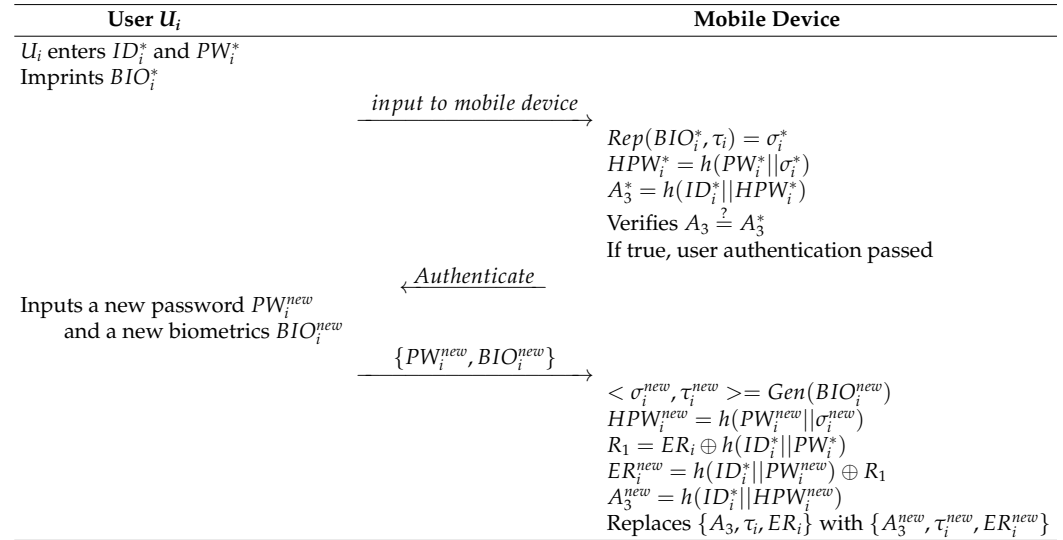 User U_i
Mobile Device
U_i enters ID_i^* and PW_i^*
Imprints BIO_i^*
input to mobile device
Rep(BIO_i^*, τ_i) = σ_i^*
HPW_i^* = h(PW_i^*||σ_i^*)
A_3^* = h(ID_i^*||HPW_i^*)
Verifies A_3 ≟ A_3^*
If true, user authentication passed
Authenticate
Inputs a new password PW_i^{new}
and a new biometrics BIO_i^{new}
{PW_i^{new}, BIO_i^{new}}
< σ_i^{new}, τ_i^{new} >= Gen(BIO_i^{new})
HPW_i^{new} = h(PW_i^{new}||σ_i^{new})
R_1 = ER_i ⊕ h(ID_i^*||PW_i^*)
ER_i^{new} = h(ID_i^*||PW_i^{new}) ⊕ R_1
A_3^{new} = h(ID_i^*||HPW_i^{new})
Replaces {A_3, τ_i, ER_i} with {A_3^{new}, τ_i^{new}, ER_i^{new}}